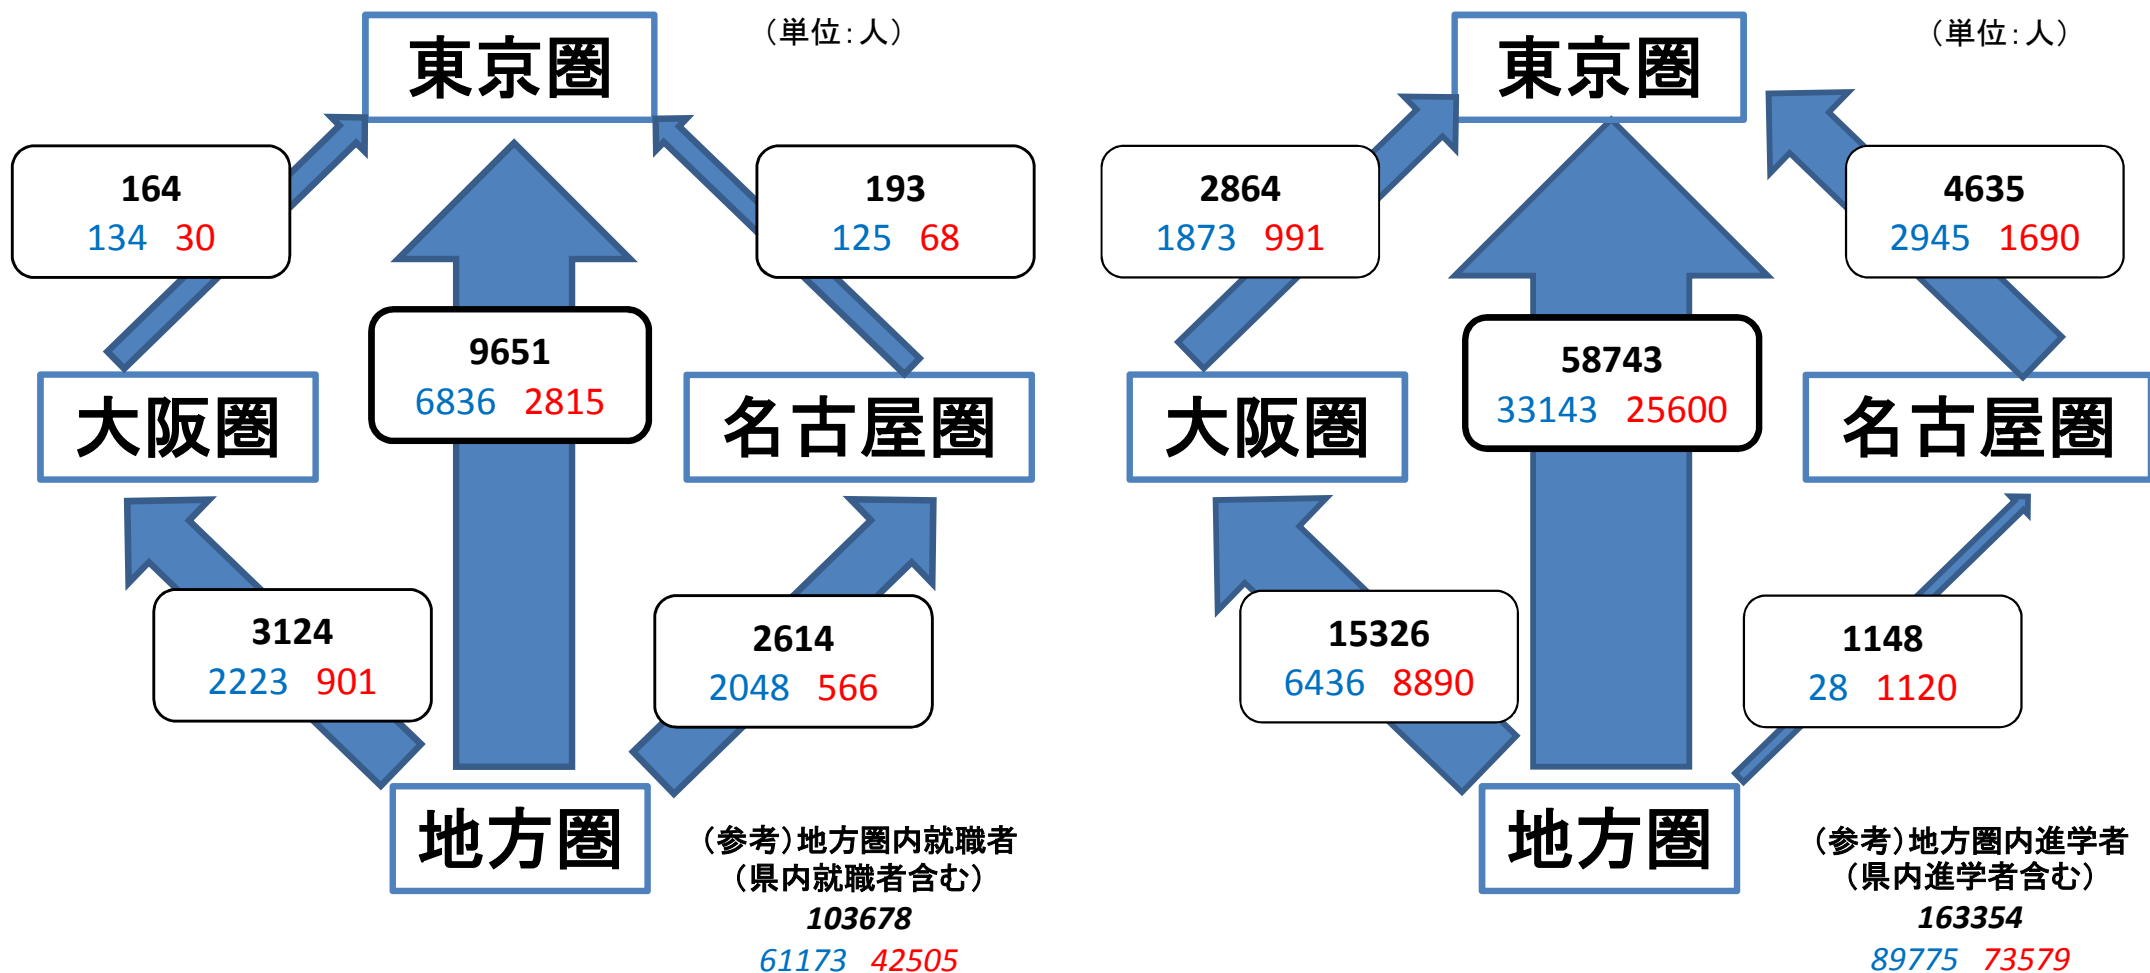 東京圏
（単位：人）
164
134 30
193
125 68
9651
6836 2815
大阪圏
名古屋圏
3124
2223 901
2614
2048 566
地方圏
（参考）地方圏内就職者
（県内就職者含む）
103678
61173 42505
東京圏
（単位：人）
2864
1873 991
4635
2945 1690
58743
33143 25600
大阪圏
名古屋圏
15326
6436 8890
1148
28 1120
地方圏
（参考）地方圏内進学者
（県内進学者含む）
163354
89775 73579